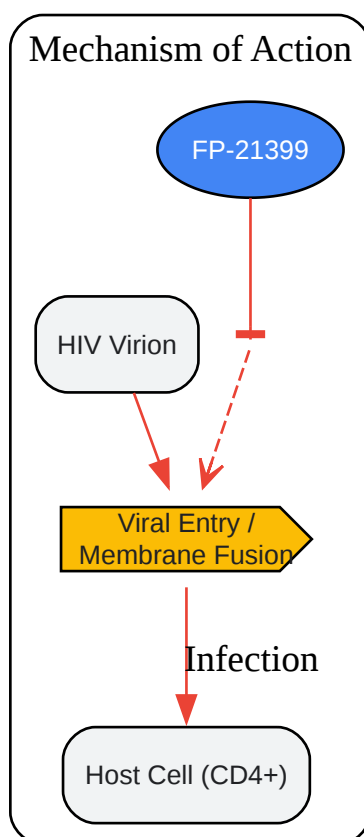 Mechanism of Action
FP-21399
HIV Virion
Viral Entry /
Membrane Fusion
Infection
Host Cell (CD4+)